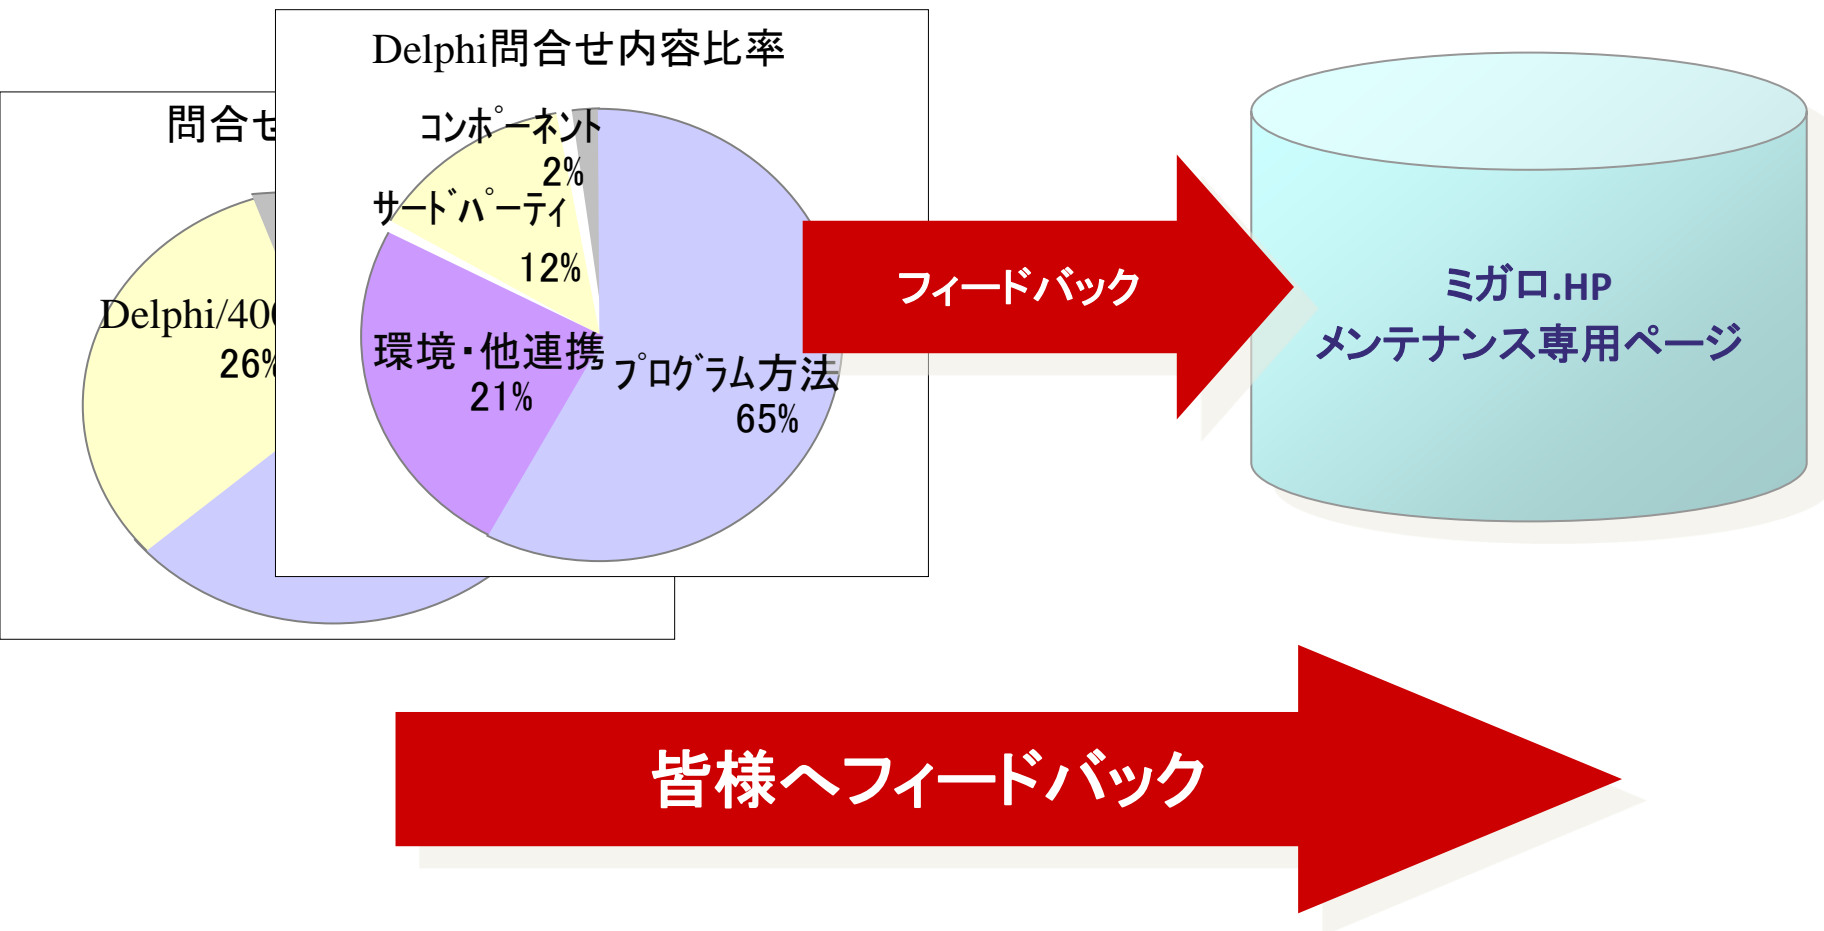 Delphi問合せ内容比率
コンポーネント
2%
サードパーティ
12%
環境・他連携
21%
プログラム方法
65%
問合せ
Delphi/400
26%
フィードバック
ミガロ.HP
メンテナンス専用ページ
皆様へフィードバック